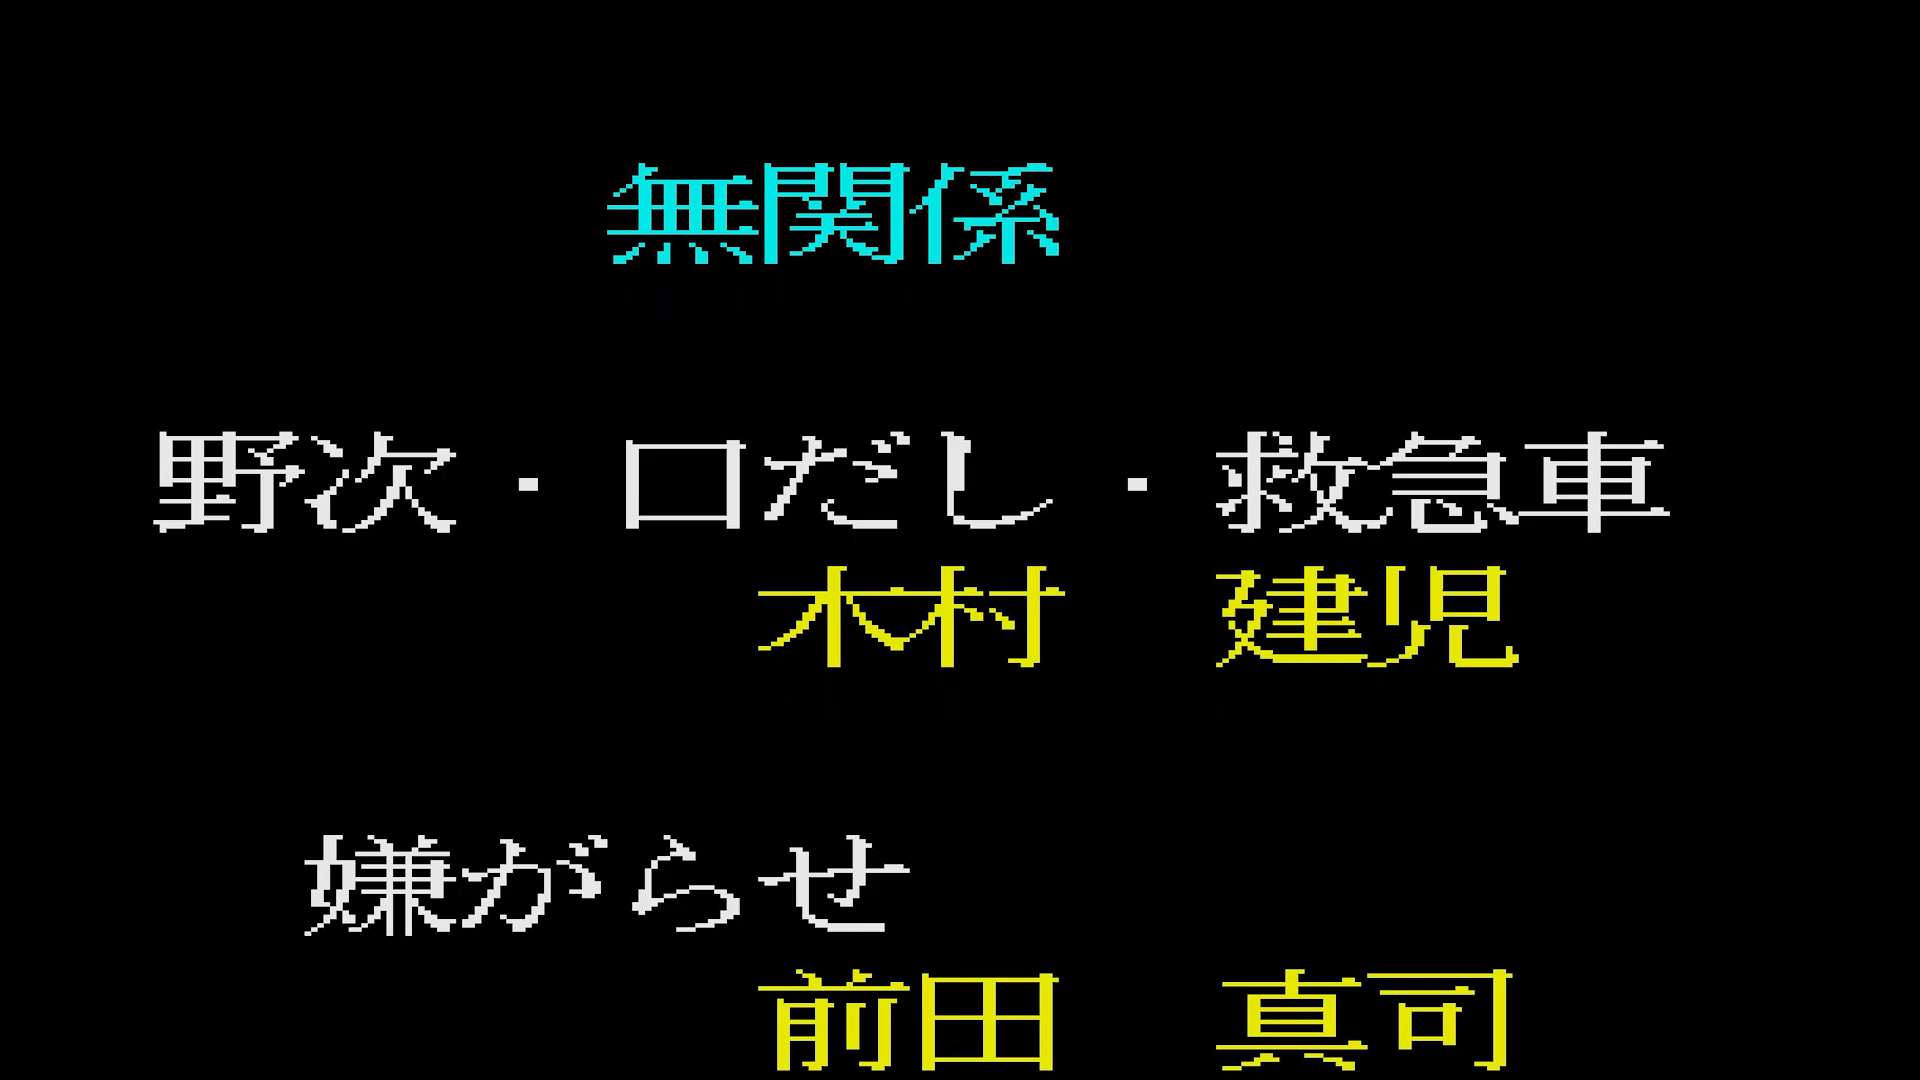 無関係
野次・口だし・救急車
木村　建児
嫌がらせ
前田　真司